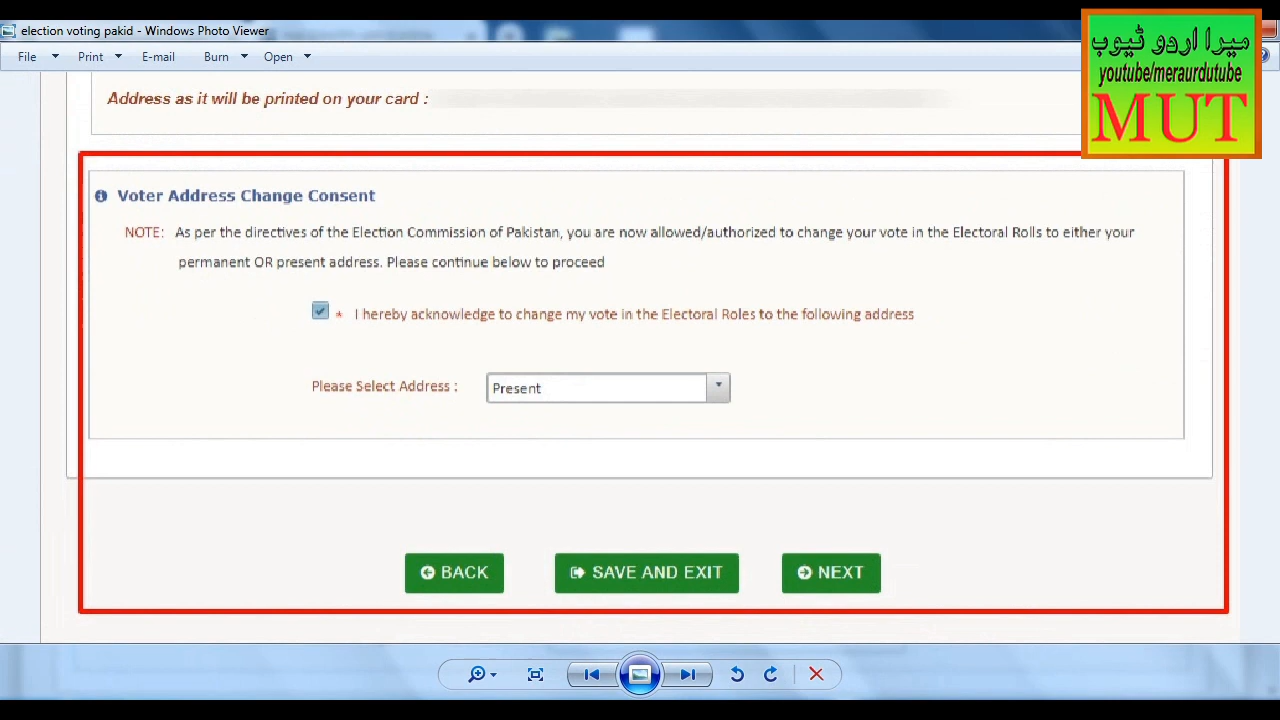 election voting pakid - Windows Photo Viewer
File Print E-mail Burn Open
میرا اردو ٹیوب
youtube/meraurdutube
MUT
Address as it will be printed on your card :
Voter Address Change Consent
NOTE: As per the directives of the Election Commission of Pakistan, you are now allowed/authorized to change your vote in the Electoral Rolls to either your
permanent OR present address. Please continue below to proceed
* I hereby acknowledge to change my vote in the Electoral Roles to the following address
Please Select Address : Present
BACK SAVE AND EXIT NEXT